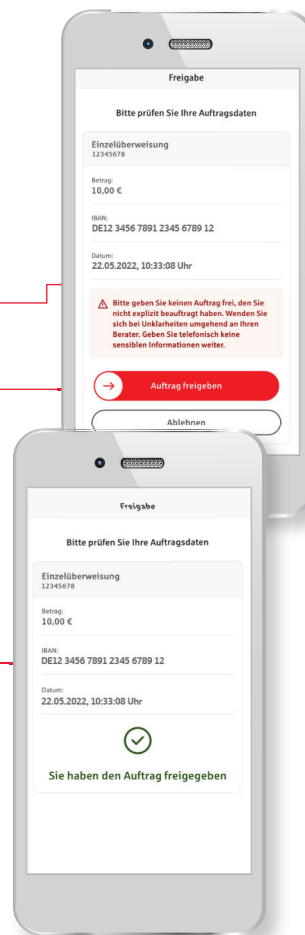 Freigabe
Bitte prüfen Sie Ihre Auftragsdaten
Einzelüberweisung
12345678
Betrag:
10,00 €
IBAN:
DE12 3456 7891 2345 6789 12
Datum:
22.05.2022, 10:33:08 Uhr
Bitte geben Sie keinen Auftrag frei, den Sie
nicht explizit beauftragt haben. Wenden Sie
sich bei Unklarheiten umgehend an Ihren
Berater. Geben Sie telefonisch keine
sensiblen Informationen weiter.
Auftrag freigeben
Ablehnen
Freigabe
Bitte prüfen Sie Ihre Auftragsdaten
Einzelüberweisung
12345678
Betrag:
10,00 €
IBAN:
DE12 3456 7891 2345 6789 12
Datum:
22.05.2022, 10:33:08 Uhr
Sie haben den Auftrag freigegeben